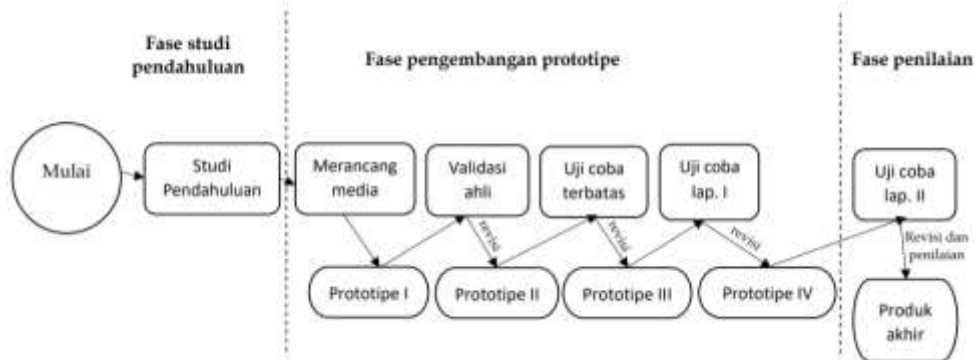 Fase studi
pendahuluan
Fase pengembangan prototipe
Fase penilaian
Mulai
Studi
Pendahuluan
Merancang
media
Validasi
ahli
Uji coba
terbatas
Uji coba
lap. I
Uji coba
lap. II
revisi
revisi
revisi
Revisi dan
penilaian
Prototipe I
Prototipe II
Prototipe III
Prototipe IV
Produk
akhir